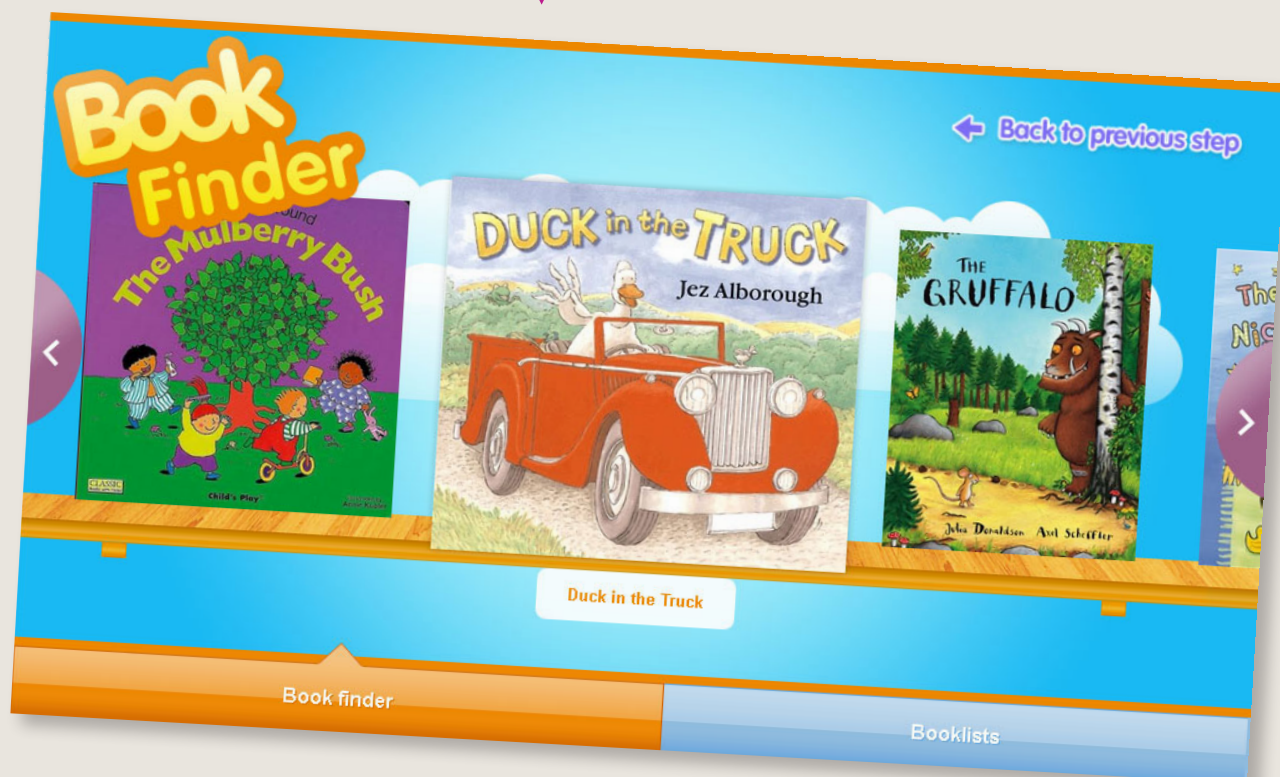 Book
Finder
Back to previous step
The Mulberry Bush
CLASSIC
Child's Play
DUCK in the TRUCK
Jez Alborough
THE
GRUFFALO
Julia Donaldson Axel Scheffler
The
Duck in the Truck
Book finder
Booklists